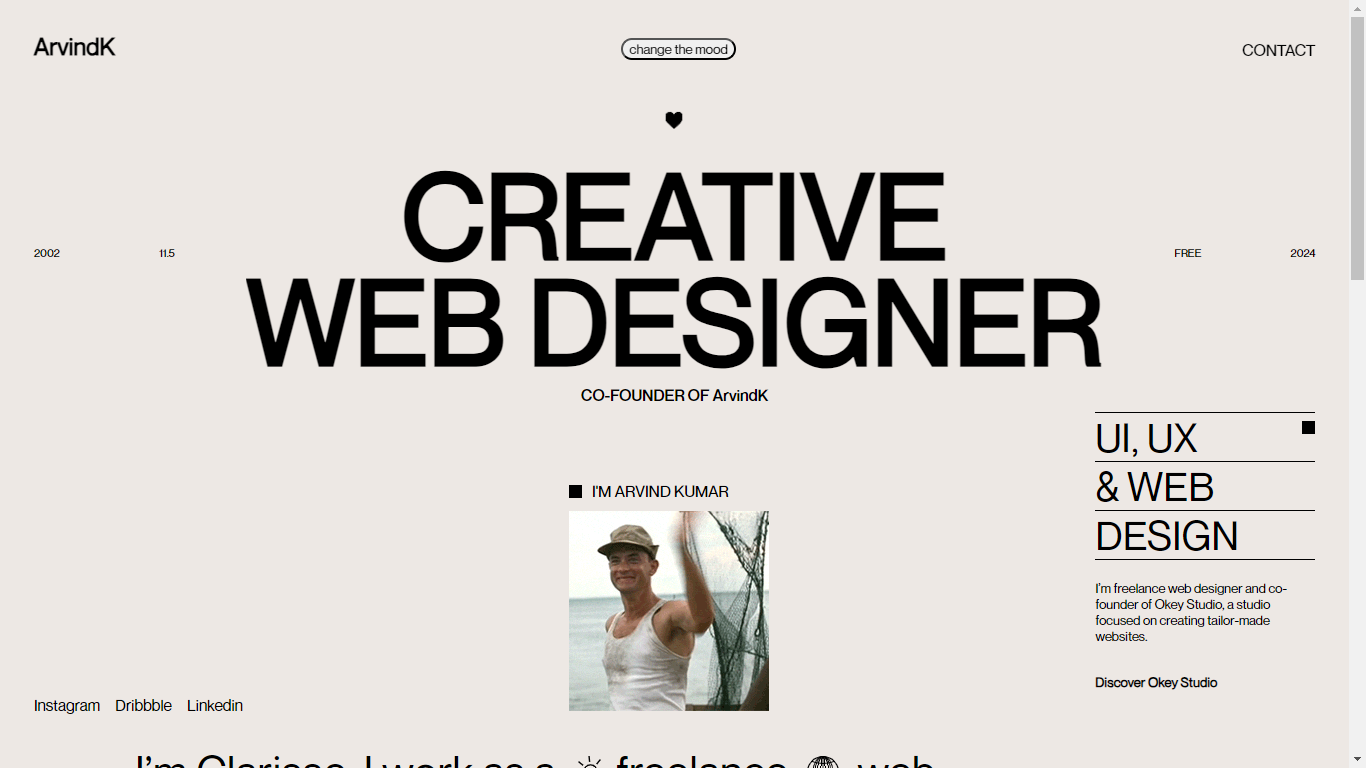 ArvindK
change the mood
CONTACT
CREATIVE
2002
11.5
FREE
2024
WEB DESIGNER
CO-FOUNDER OF ArvindK
UI, UX
& WEB
DESIGN
I'M ARVIND KUMAR
I'm freelance web designer and co-
founder of Okey Studio, a studio
focused on creating tailor-made
websites.
Discover Okey Studio
Instagram Dribbble Linkedin
I'm Clarisse, I work as a freelance web